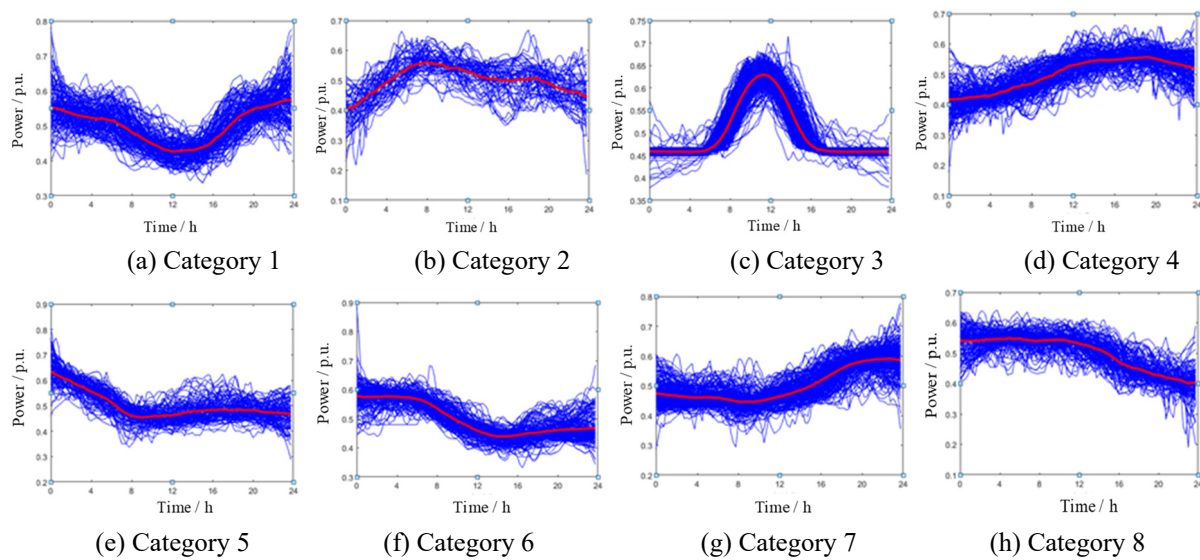 0.8
0.7
0.6
0.5
0.4
0.3
Power / p.u.
0 4 8 12 16 20 24
Time / h
(a) Category 1
0.7
0.6
0.5
0.4
0.3
0.2
0.1
Power / p.u.
0 4 8 12 16 20 24
Time / h
(b) Category 2
0.75
0.7
0.65
0.6
0.55
0.5
0.45
0.4
0.35
Power / p.u.
0 4 8 12 16 20 24
Time / h
(c) Category 3
0.7
0.6
0.5
0.4
0.3
0.2
0.1
Power / p.u.
0 4 8 12 16 20 24
Time / h
(d) Category 4
0.9
0.8
0.7
0.6
0.5
0.4
0.3
0.2
Power / p.u.
0 4 8 12 16 20 24
Time / h
(e) Category 5
0.9
0.8
0.7
0.6
0.5
0.4
0.3
Power / p.u.
0 4 8 12 16 20 24
Time / h
(f) Category 6
0.8
0.7
0.6
0.5
0.4
0.3
0.2
Power / p.u.
0 4 8 12 16 20 24
Time / h
(g) Category 7
0.7
0.6
0.5
0.4
0.3
0.2
0.1
Power / p.u.
0 4 8 12 16 20 24
Time / h
(h) Category 8